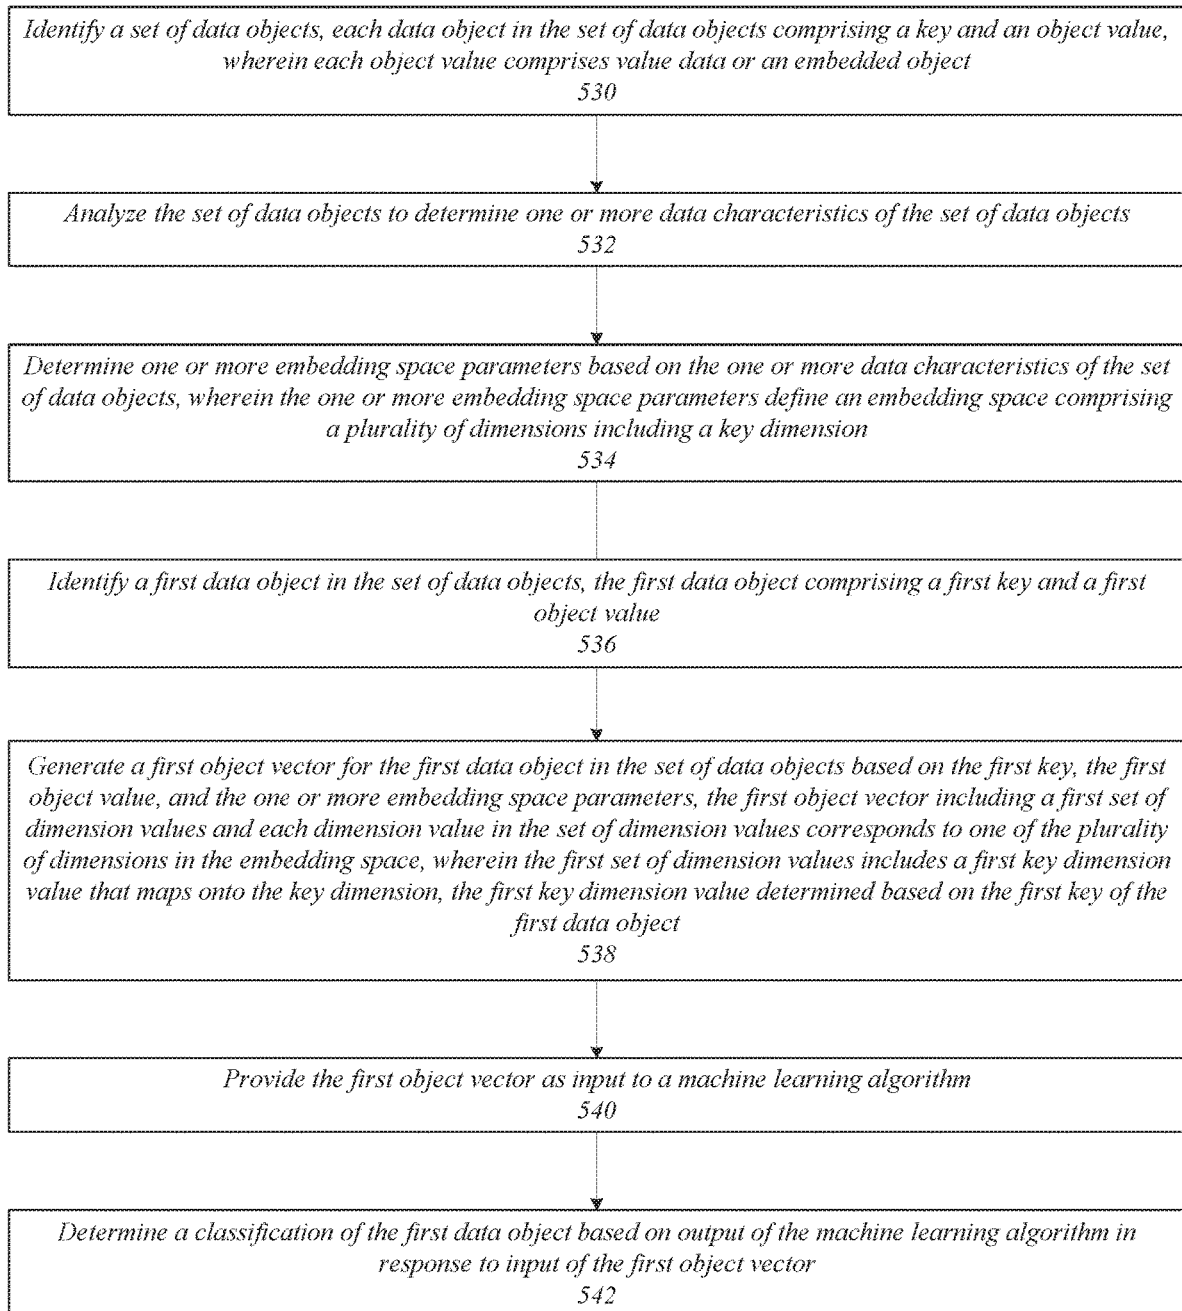 Identify a set of data objects, each data object in the set of data objects comprising a key and an object value,
wherein each object value comprises value data or an embedded object
530
Analyze the set of data objects to determine one or more data characteristics of the set of data objects
532
Determine one or more embedding space parameters based on the one or more data characteristics of the set
of data objects, wherein the one or more embedding space parameters define an embedding space comprising
a plurality of dimensions including a key dimension
534
Identify a first data object in the set of data objects, the first data object comprising a first key and a first
object value
536
Generate a first object vector for the first data object in the set of data objects based on the first key, the first
object value, and the one or more embedding space parameters, the first object vector including a first set of
dimension values and each dimension value in the set of dimension values corresponds to one of the plurality
of dimensions in the embedding space, wherein the first set of dimension values includes a first key dimension
value that maps onto the key dimension, the first key dimension value determined based on the first key of the
first data object
538
Provide the first object vector as input to a machine learning algorithm
540
Determine a classification of the first data object based on output of the machine learning algorithm in
response to input of the first object vector
542